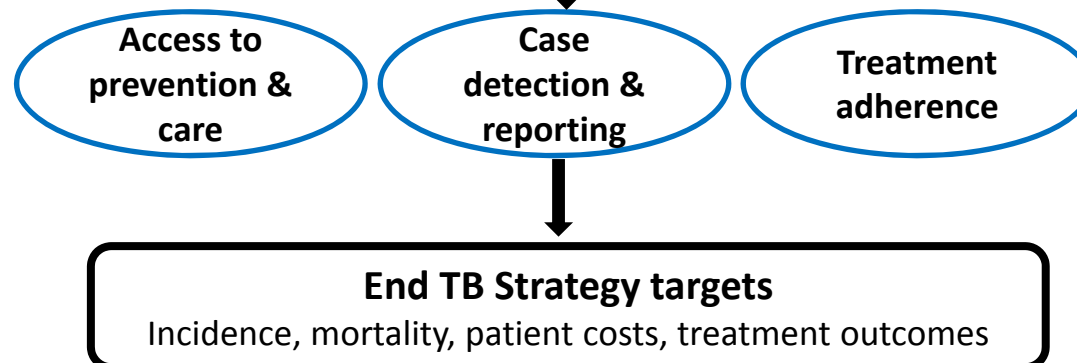 Access to
prevention &
care
Case
detection &
reporting
Treatment
adherence
End TB Strategy targets
Incidence, mortality, patient costs, treatment outcomes